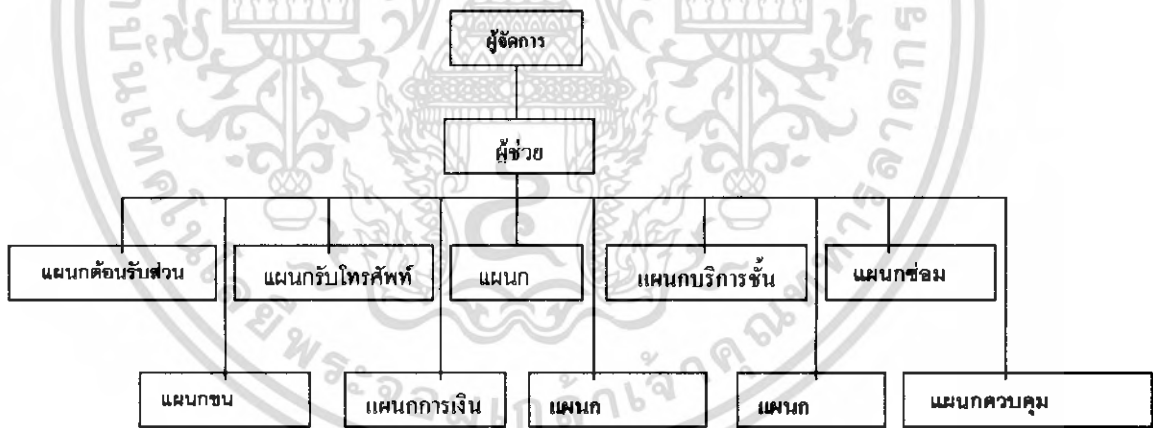 ผู้จัดการ
ผู้ช่วย
แผนกต้อนรับส่วน
แผนกรับโทรศัพท์
แผนก
แผนกบริการชั้น
แผนกซ่อม
แผนกขน
แผนกการเงิน
แผนก
แผนก
แผนกควบคุม